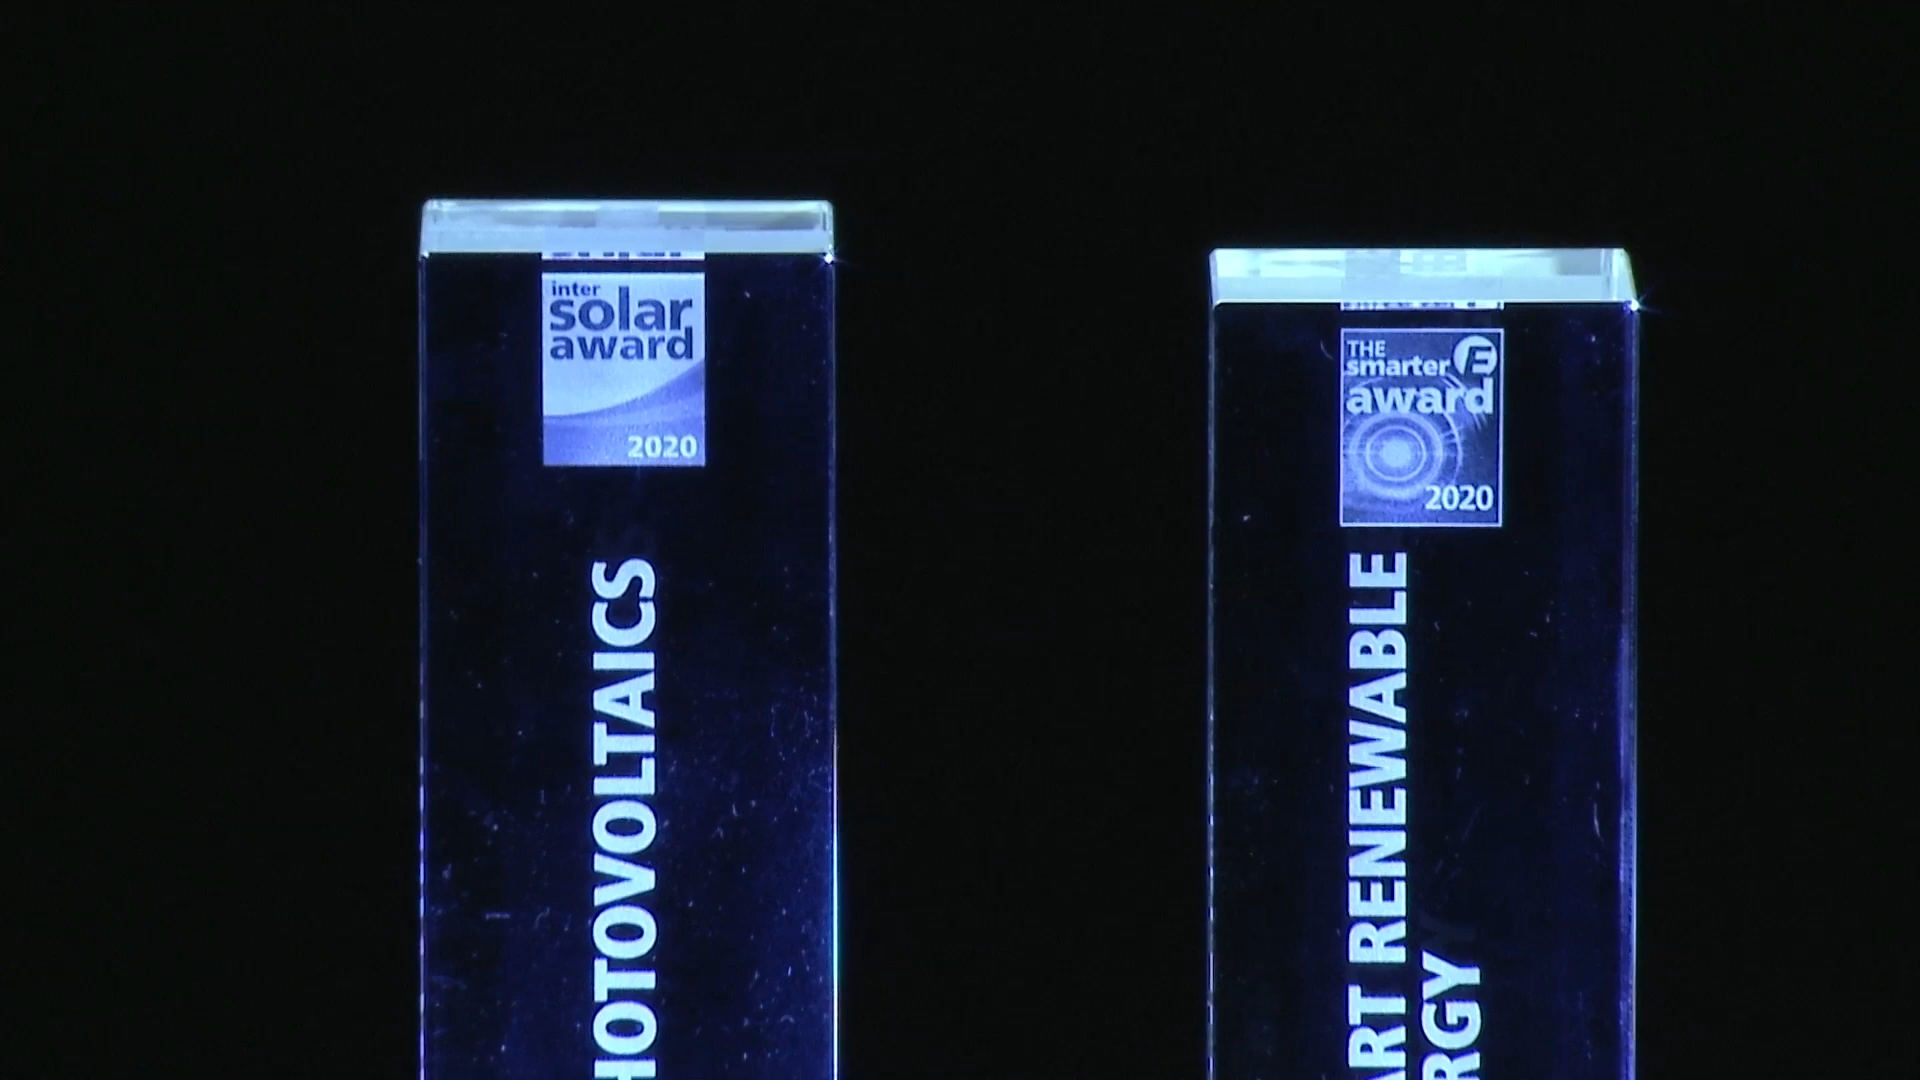 inter
solar
award
2020
HOTOVOLTAICS
THE
smarter E
award
2020
ART RENEWABLE
RGY